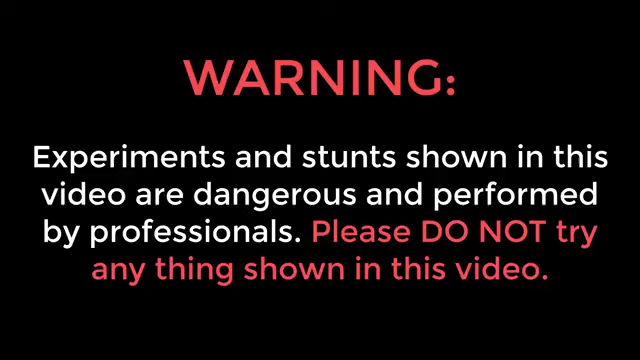 WARNING:
Experiments and stunts shown in this
video are dangerous and performed
by professionals. Please DO NOT try
any thing shown in this video.